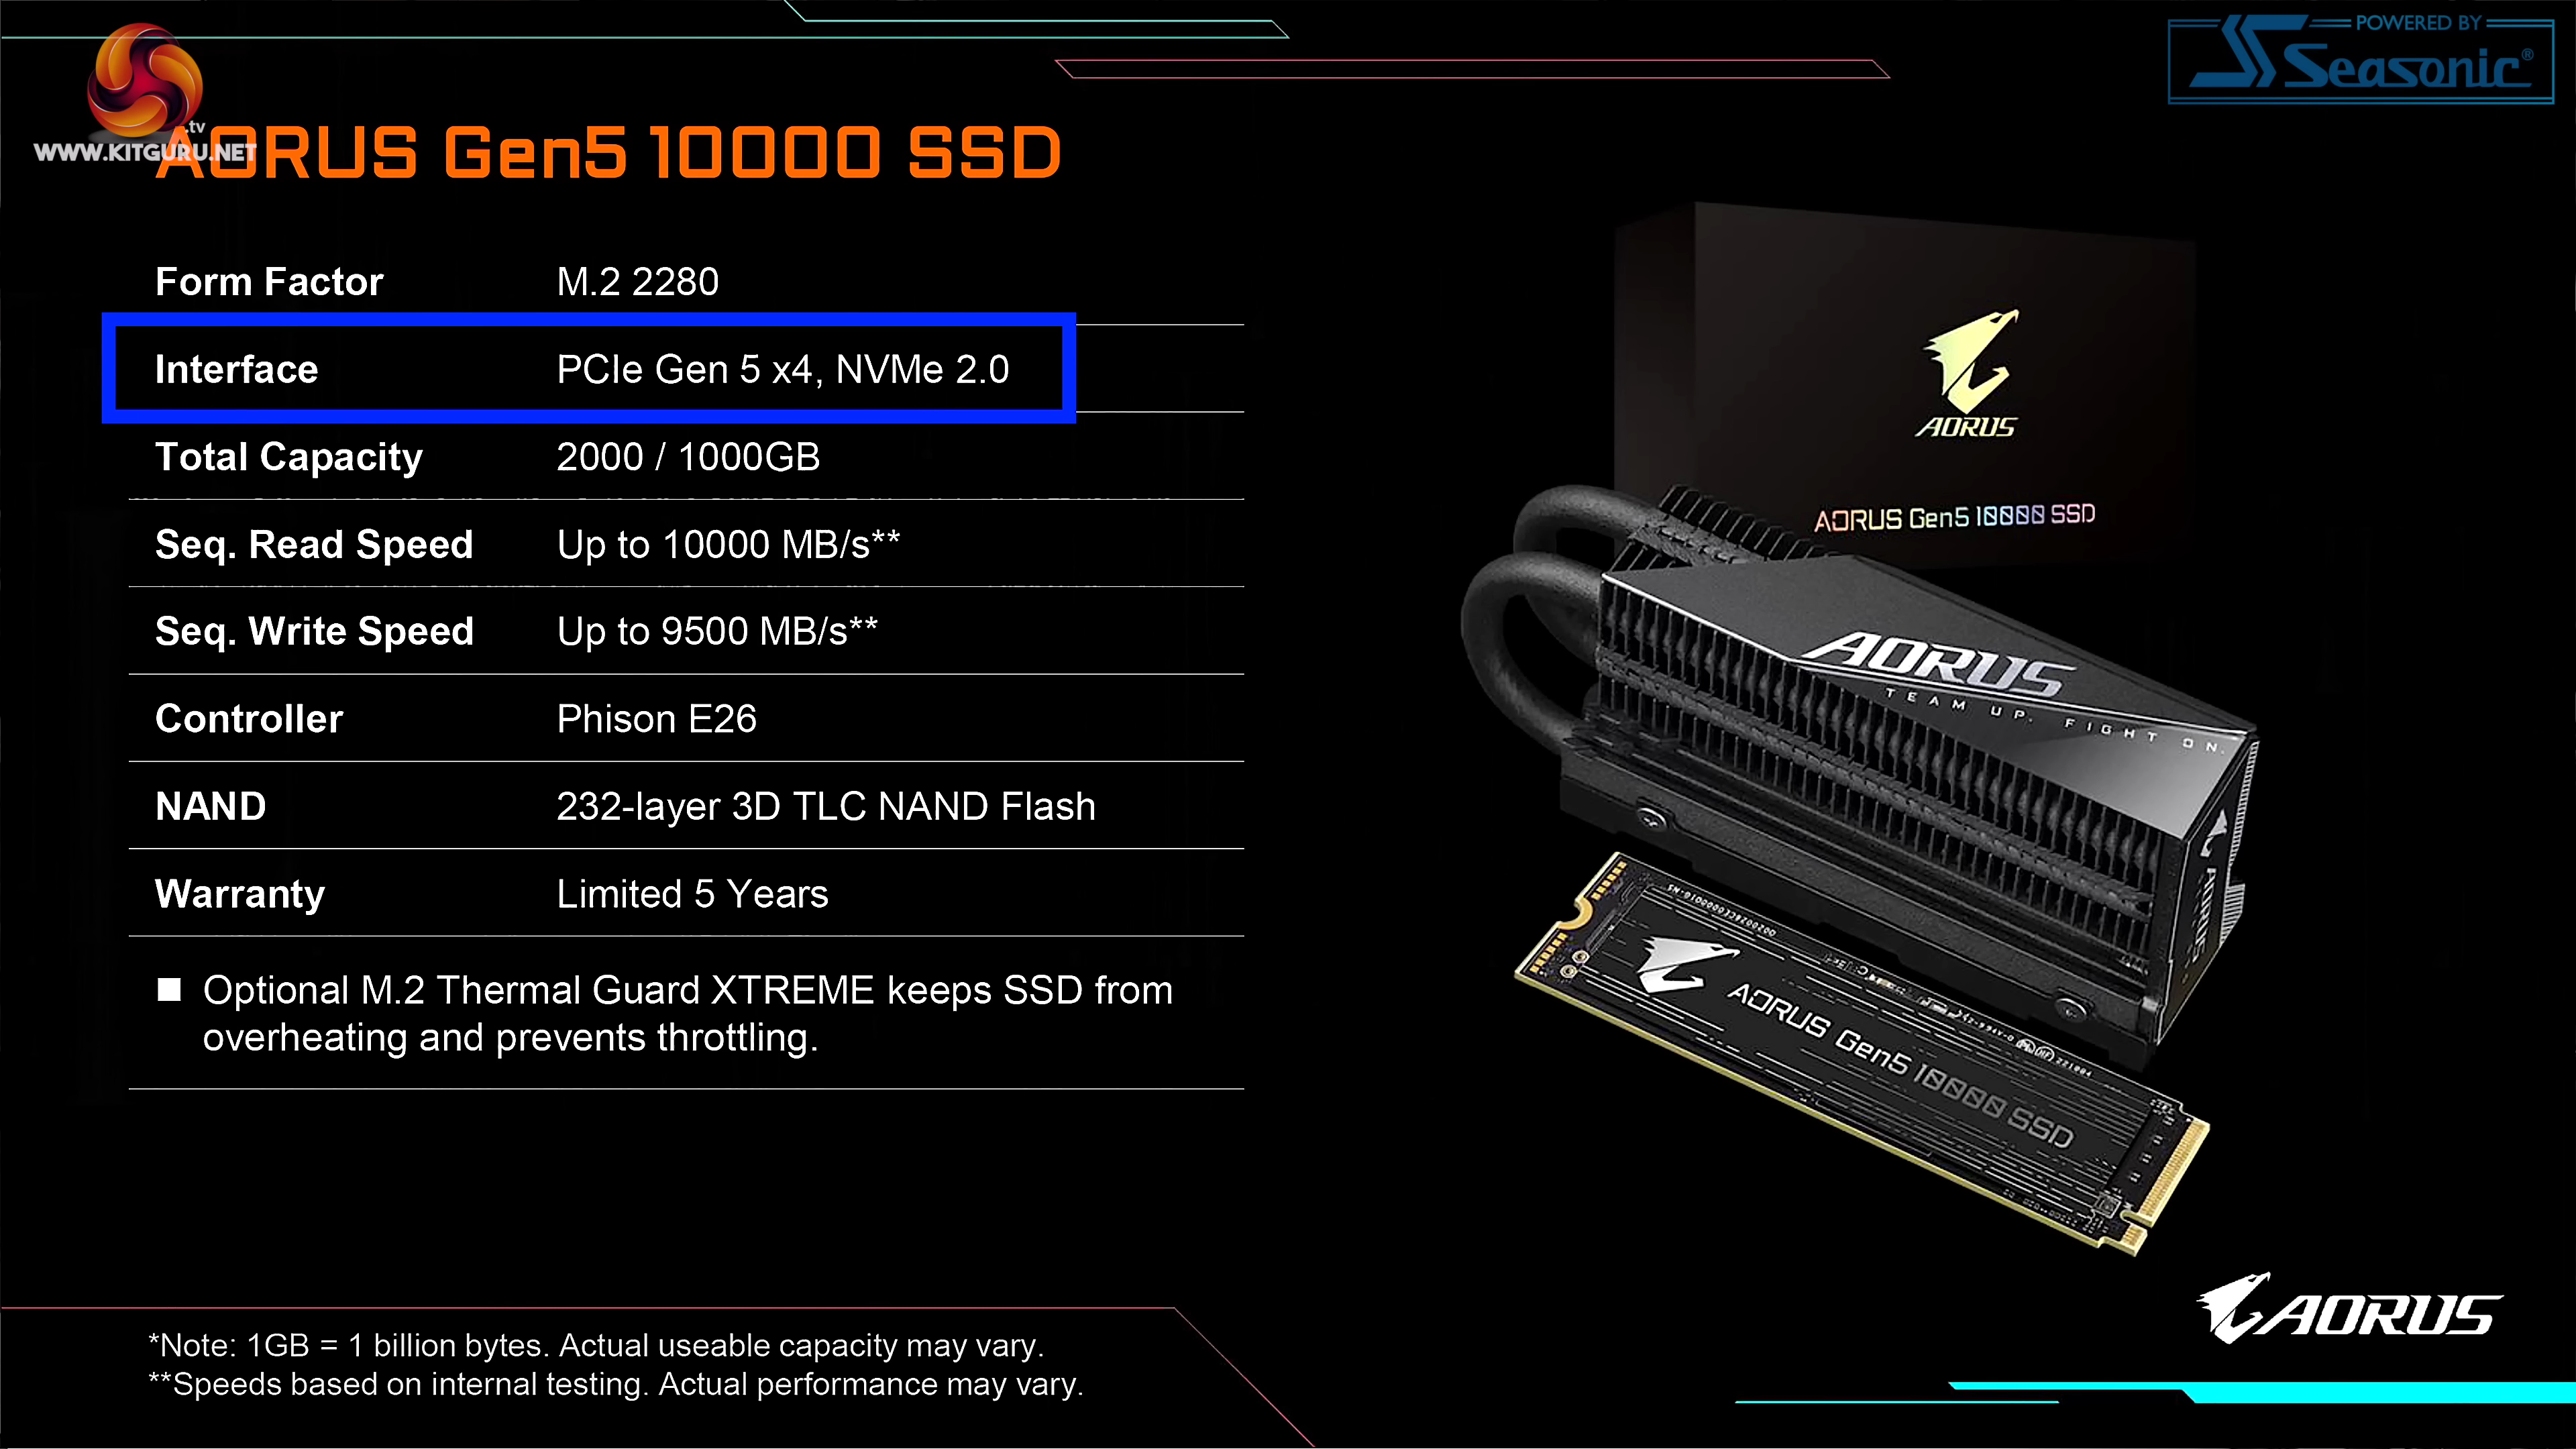 POWERED BY
Seasonic®
.tv
WWW.KITGURU.NET
AORUS Gen5 10000 SSD
Form Factor M.2 2280
Interface PCIe Gen 5 x4, NVMe 2.0
Total Capacity 2000 / 1000GB
Seq. Read Speed Up to 10000 MB/s**
Seq. Write Speed Up to 9500 MB/s**
Controller Phison E26
NAND 232-layer 3D TLC NAND Flash
Warranty Limited 5 Years
■ Optional M.2 Thermal Guard XTREME keeps SSD from
overheating and prevents throttling.
AORUS
AORUS Gen5 10000 SSD
AORUS
TEAM UP. FIGHT ON.
AORUS
AORUS Gen5 10000 SSD
AORUS
*Note: 1GB = 1 billion bytes. Actual useable capacity may vary.
**Speeds based on internal testing. Actual performance may vary.